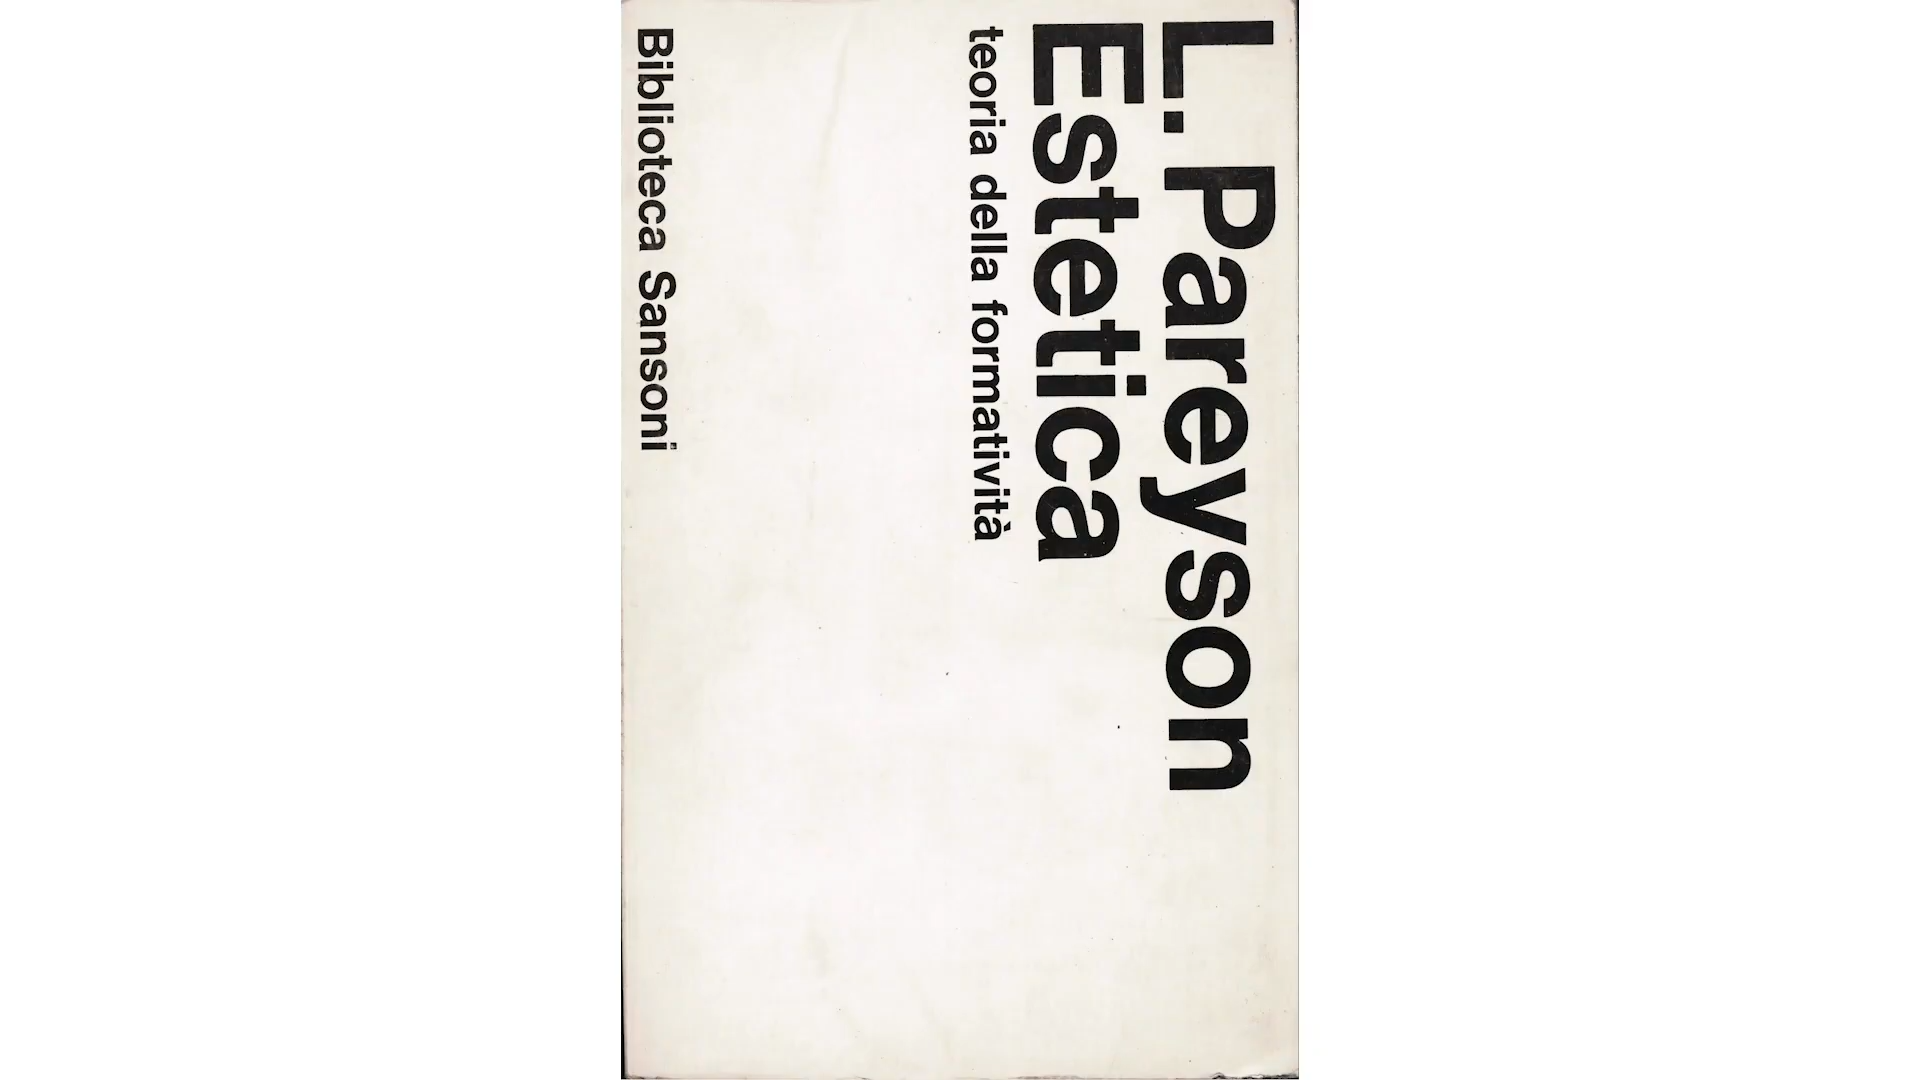 L. Pareyson
Estetica
teoria della formatività
Biblioteca Sansoni